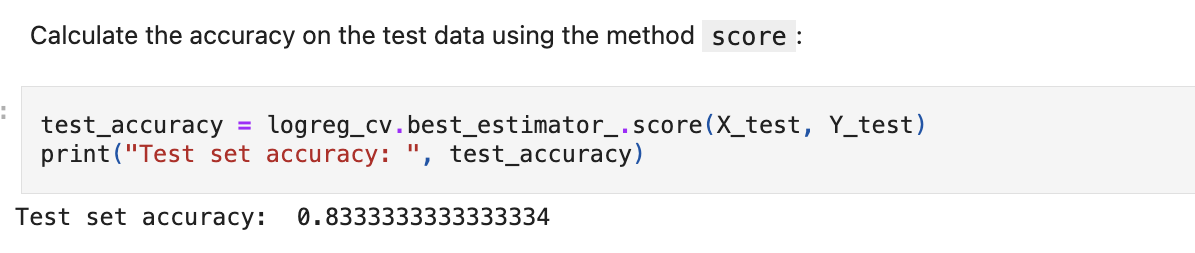 Calculate the accuracy on the test data using the method score:
:
test_accuracy = logreg_cv.best_estimator_.score(X_test, Y_test)
print("Test set accuracy: ", test_accuracy)
Test set accuracy:  0.8333333333333334